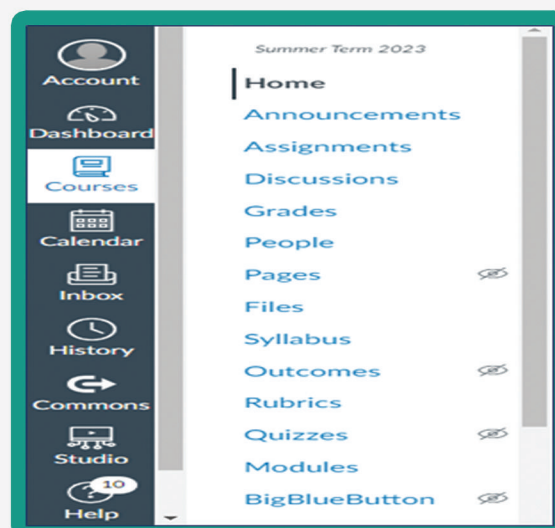 Account
Dashboard
Courses
Calendar
Inbox
History
Commons
Studio
10
Help
Summer Term 2023
Home
Announcements
Assignments
Discussions
Grades
People
Pages
Files
Syllabus
Outcomes
Rubrics
Quizzes
Modules
BigBlueButton